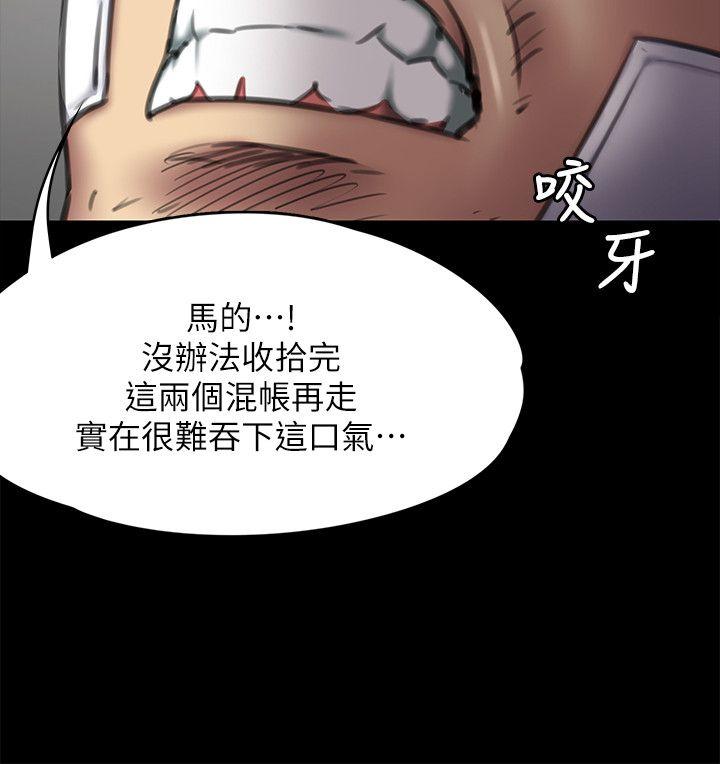 咬牙
馬的⋯!
沒辦法收拾完
這兩個混帳再走
實在很難吞下這口氣⋯